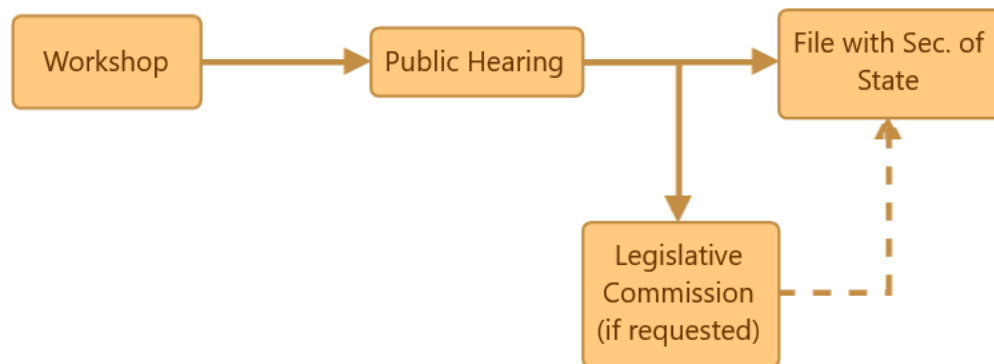 Workshop
Public Hearing
File with Sec. of
State
Legislative
Commission
(if requested)